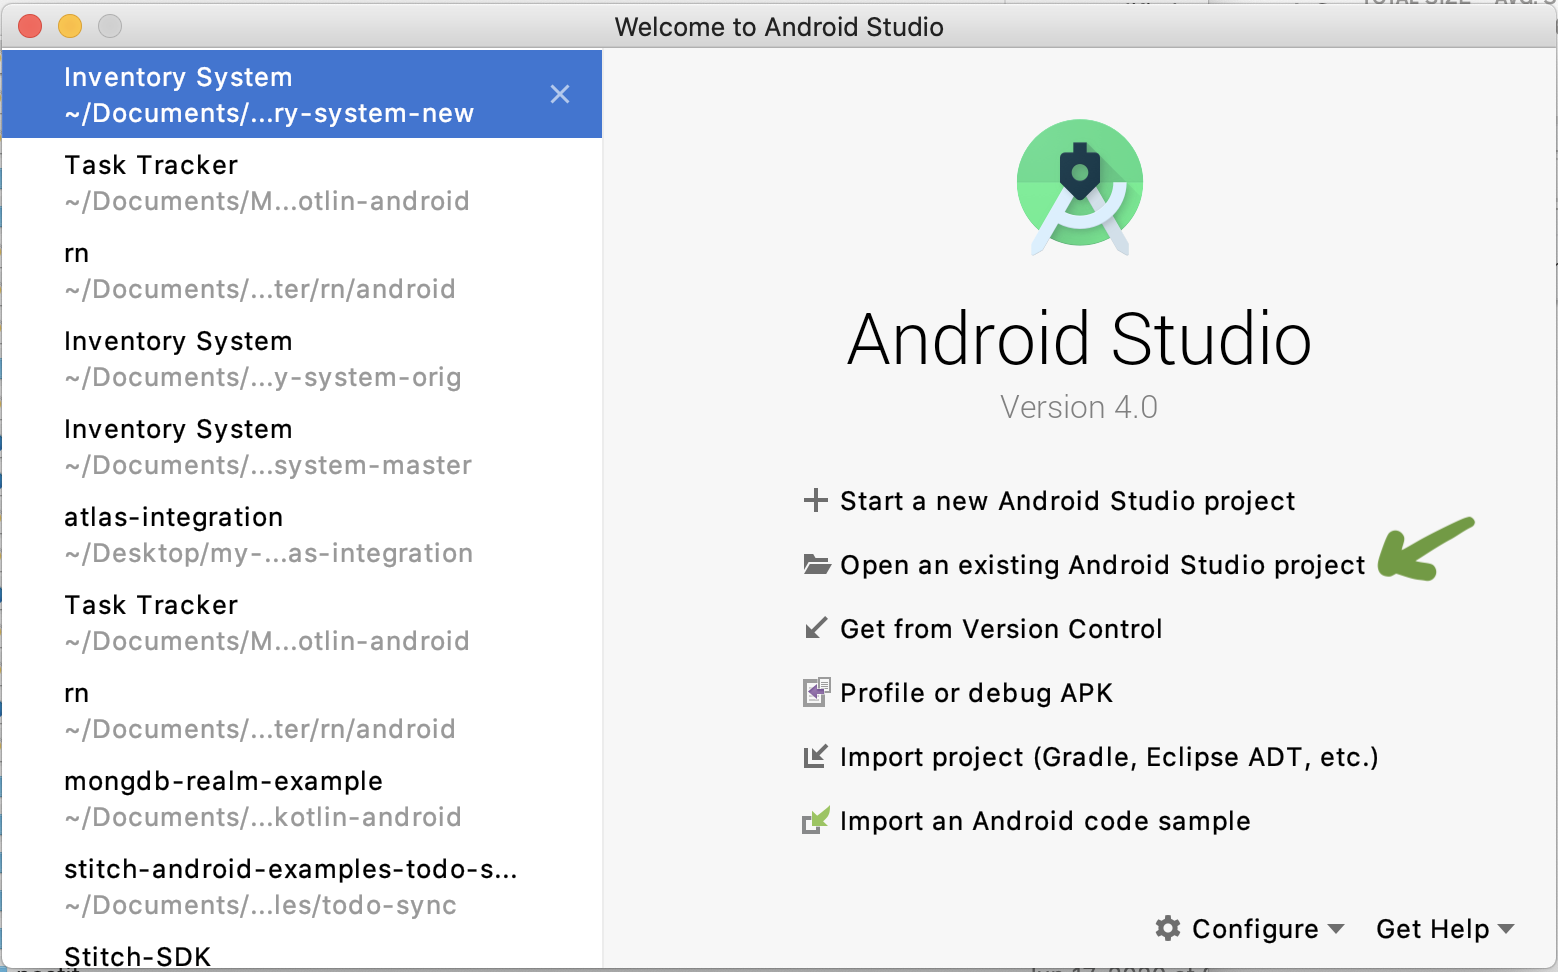 Welcome to Android Studio
Inventory System
~/Documents/...ry-system-new
Task Tracker
~/Documents/M...otlin-android
rn
~/Documents/...ter/rn/android
Inventory System
~/Documents/...y-system-orig
Inventory System
~/Documents/...system-master
atlas-integration
~/Desktop/my-...as-integration
Task Tracker
~/Documents/M...otlin-android
rn
~/Documents/...ter/rn/android
mongdb-realm-example
~/Documents/...kotlin-android
stitch-android-examples-todo-s...
~/Documents/...les/todo-sync
Stitch-SDK
Android Studio
Version 4.0
Start a new Android Studio project
Open an existing Android Studio project
Get from Version Control
Profile or debug APK
Import project (Gradle, Eclipse ADT, etc.)
Import an Android code sample
Configure
Get Help